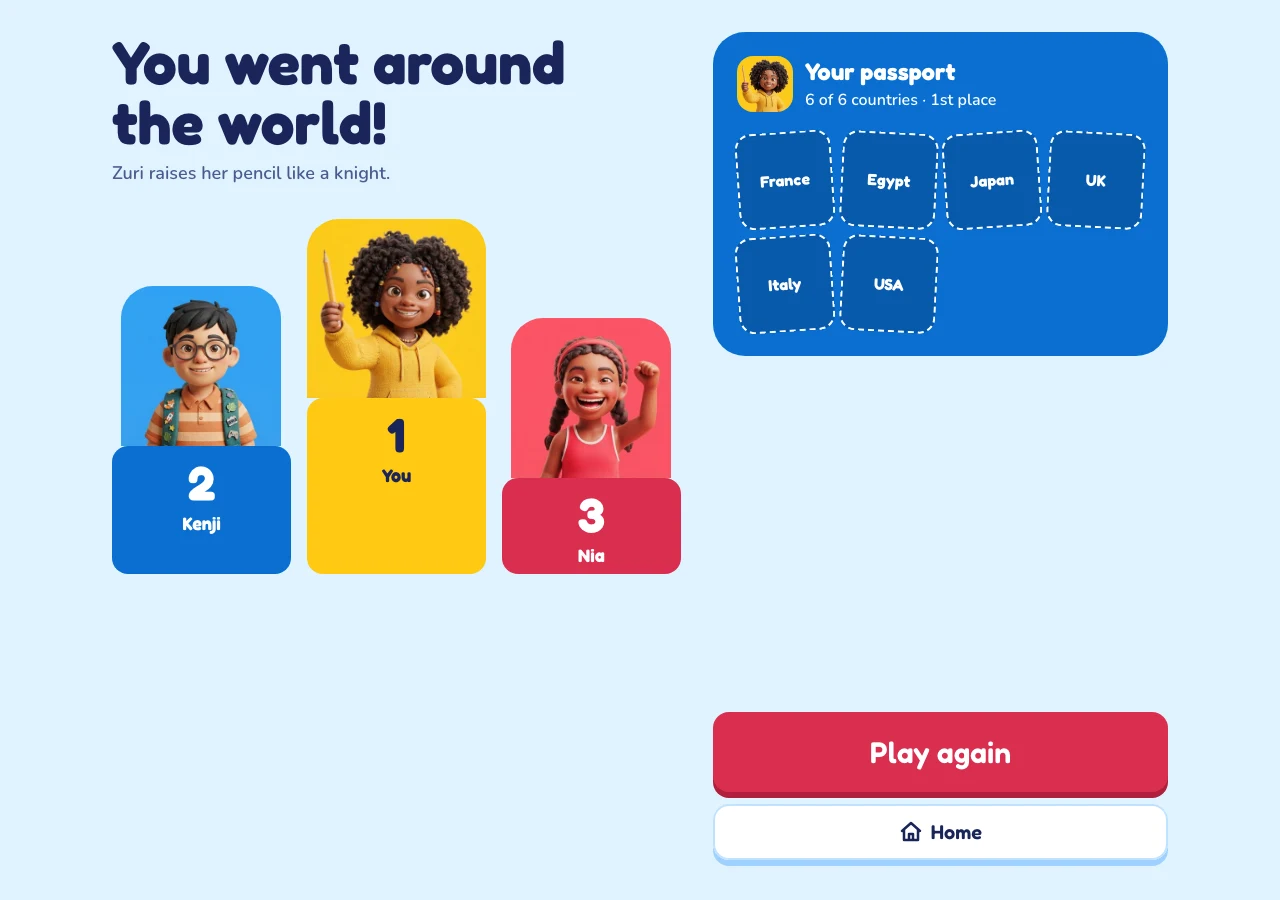 You went around
the world!
Zuri raises her pencil like a knight.
2
Kenji
1
You
3
Nia
Your passport
6 of 6 countries · 1st place
France
Egypt
Japan
UK
Italy
USA
Play again
Home